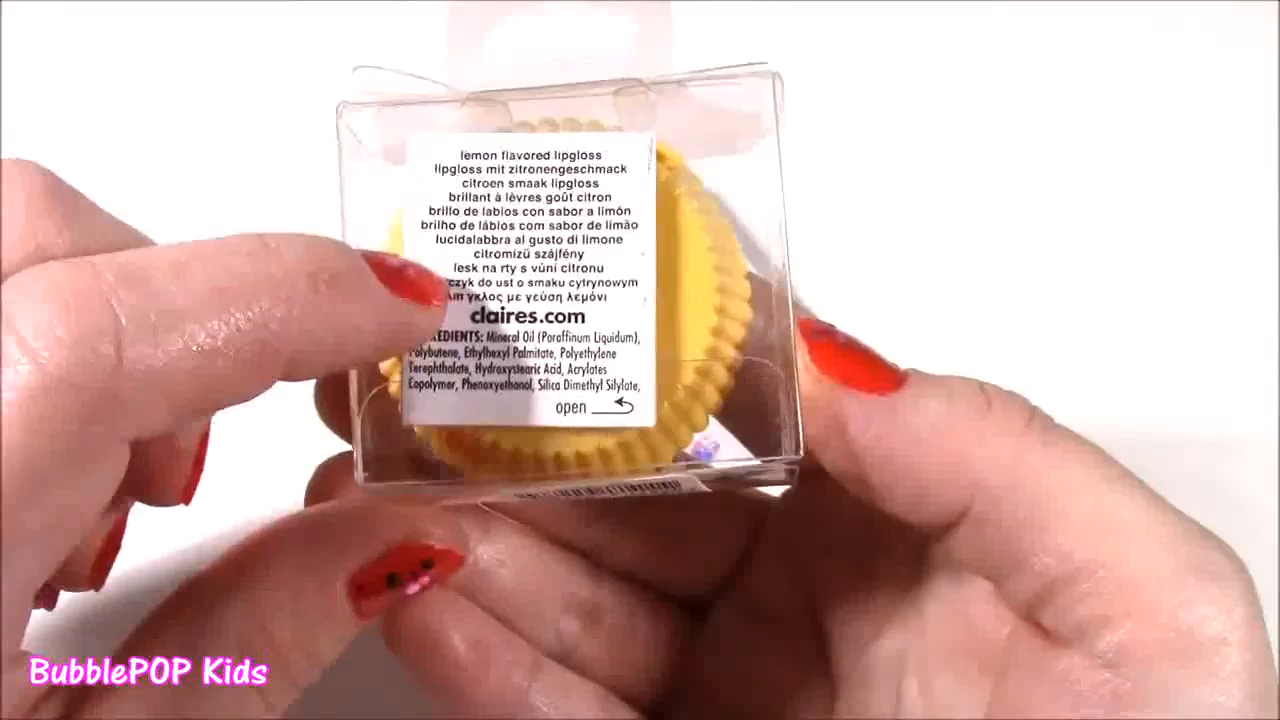 lemon flavored lipgloss
lipgloss mit zitronengeschmack
citroen smaak lipgloss
brillant à lèvres goût citron
brillo de labios con sabor a limón
brilho de lábios com sabor de limão
lucidalabbra al gusto di limone
citromízű szájfény
lesk na rty s vůní citronu
do ust o smaku cytrynowym
γκλος με γεύση λεμόνι
claires.com
Mineral Oil (Paraffinum Liquidum),
Polybutene, Ethylhexyl Palmitate, Polyethylene
Terephthalate, Hydroxystearic Acid, Acrylates
Copolymer, Phenoxyethanol, Silica Dimethyl Silylate,
open
BubblePOP Kids